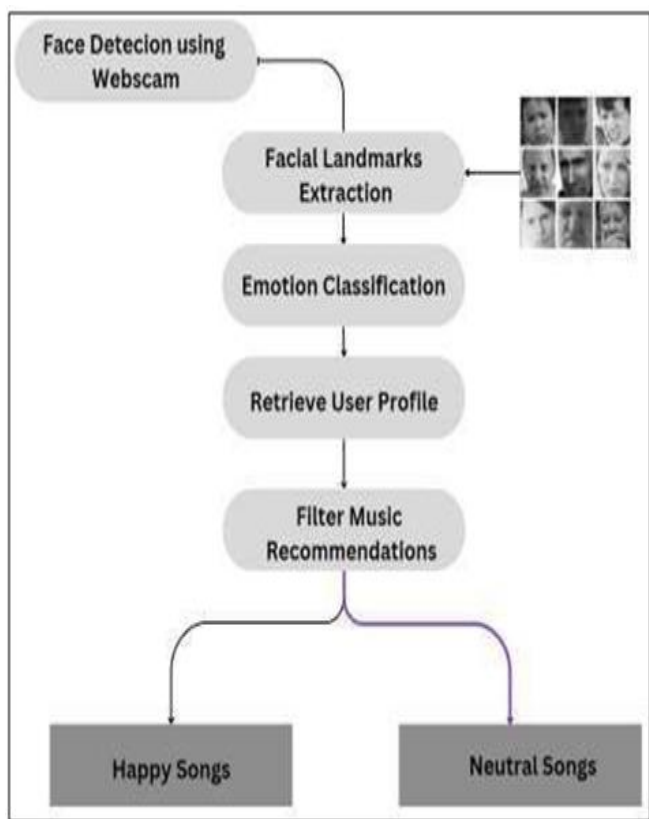 Face Detecion using
Webscam
Facial Landmarks
Extraction
Emotion Classification
Retrieve User Profile
Filter Music
Recommendations
Happy Songs
Neutral Songs